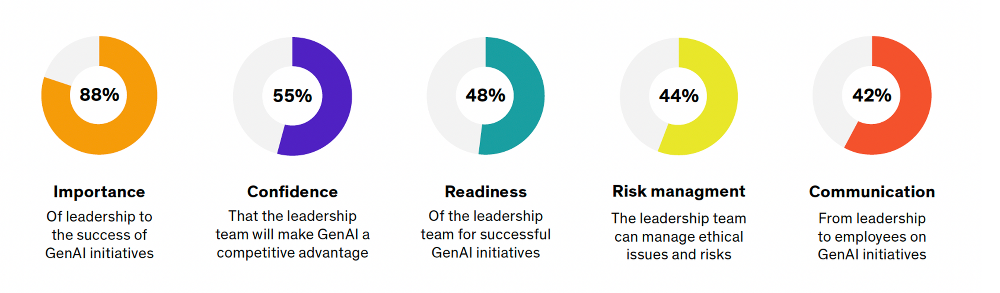 88%
55%
48%
44%
42%
Importance
Of leadership to
the success of
GenAI initiatives
Confidence
That the leadership
team will make GenAI a
competitive advantage
Readiness
Of the leadership
team for successful
GenAI initiatives
Risk managment
The leadership team
can manage ethical
issues and risks
Communication
From leadership
to employees on
GenAI initiatives